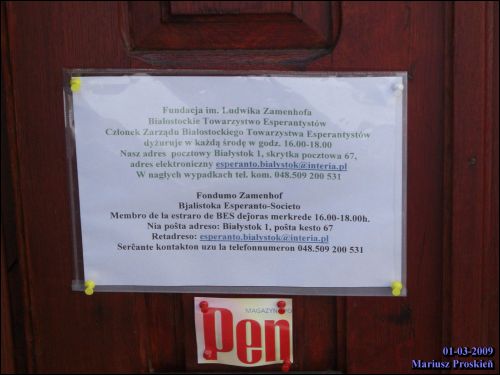 Fundacja im. Ludwika Zamenhofa
Białostockie Towarzystwo Esperantystów
Członek Zarządu Białostockiego Towarzystwa Esperantystów
dyżuruje w każdą środę w godz. 16.00-18.00
Nasz adres pocztowy Białystok 1, skrytka pocztowa 67,
adres elektroniczny esperanto.bialystok@interia.pl
W nagłych wypadkach tel. kom. 048.509 200 531
Fondumo Zamenhof
Bjalistoka Esperanto-Societo
Membro de la estraro de BES dejoras merkrede 16.00-18.00h.
Nia poŝta adreso: Białystok 1, poŝta kesto 67
Retadreso: esperanto.bialystok@interia.pl
Serĉante kontakton uzu la telefonnumeron 048.509 200 531
MAGAZYN
Pen
01-03-2009
Mariusz Proskień